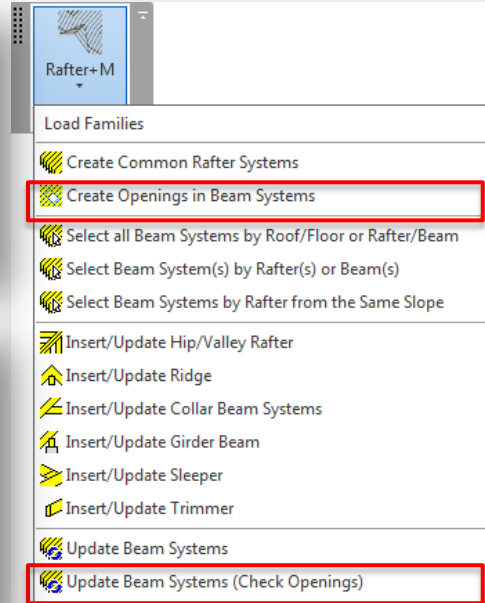 Rafter+M
Load Families
Create Common Rafter Systems
Create Openings in Beam Systems
Select all Beam Systems by Roof/Floor or Rafter/Beam
Select Beam System(s) by Rafter(s) or Beam(s)
Select Beam Systems by Rafter from the Same Slope
Insert/Update Hip/Valley Rafter
Insert/Update Ridge
Insert/Update Collar Beam Systems
Insert/Update Girder Beam
Insert/Update Sleeper
Insert/Update Trimmer
Update Beam Systems
Update Beam Systems (Check Openings)